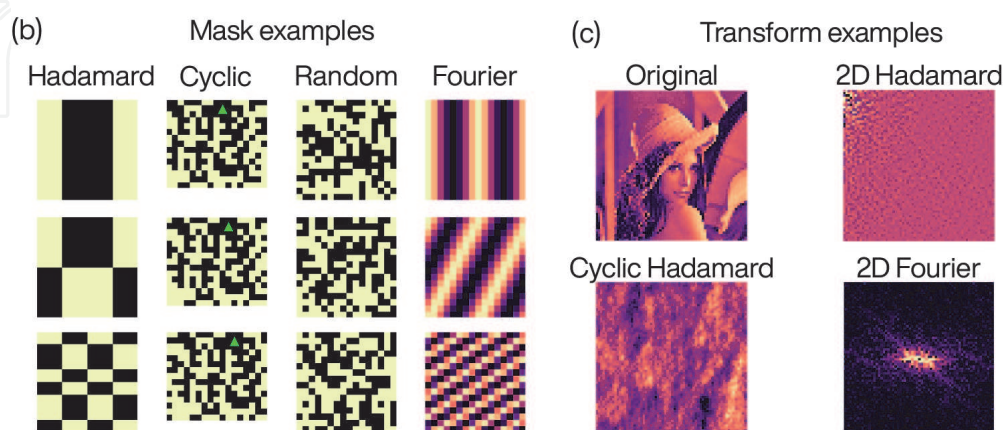 (b) Mask examples
Hadamard Cyclic Random Fourier
(c) Transform examples
Original 2D Hadamard
Cyclic Hadamard 2D Fourier